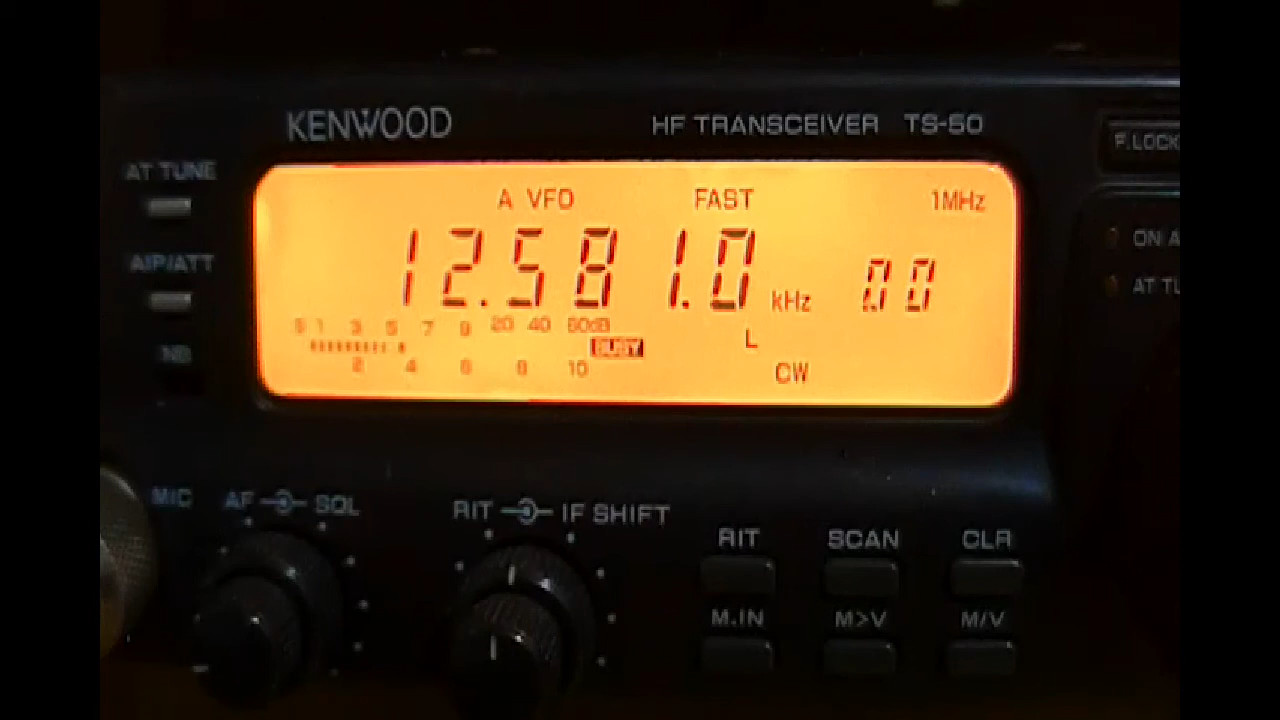 KENWOOD HF TRANSCEIVER TS-50
F.LOCK
AT TUNE
A VFO FAST 1MHz
12.581.0 kHz 00
ON A
AIP/ATT
AT TU
S 1 3 5 7 9 20 40 60dB
BUSY L
NB
2 4 6 8 10
CW
MIC AF SQL RIT IF SHIFT
RIT SCAN CLR
M.IN M>V M/V